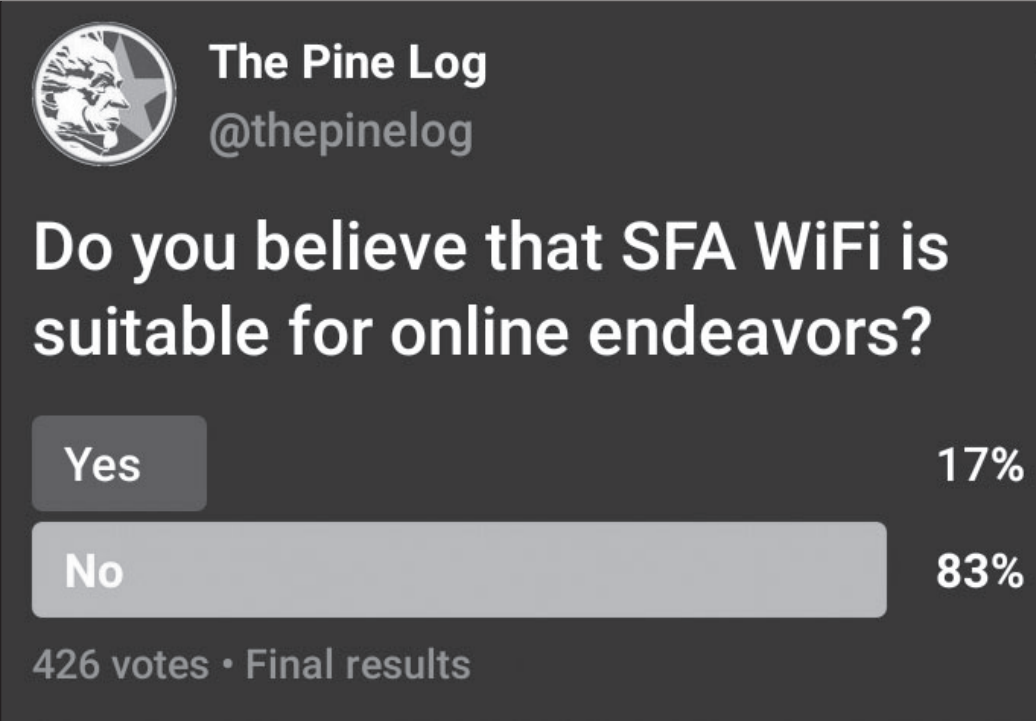 The Pine Log
@thepinelog
Do you believe that SFA WiFi is
suitable for online endeavors?
Yes 17%
No 83%
426 votes • Final results